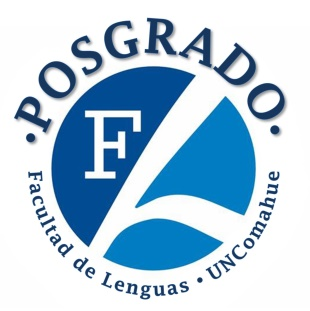 ·POSGRADO·
F
Facultad de Lenguas • UNComahue